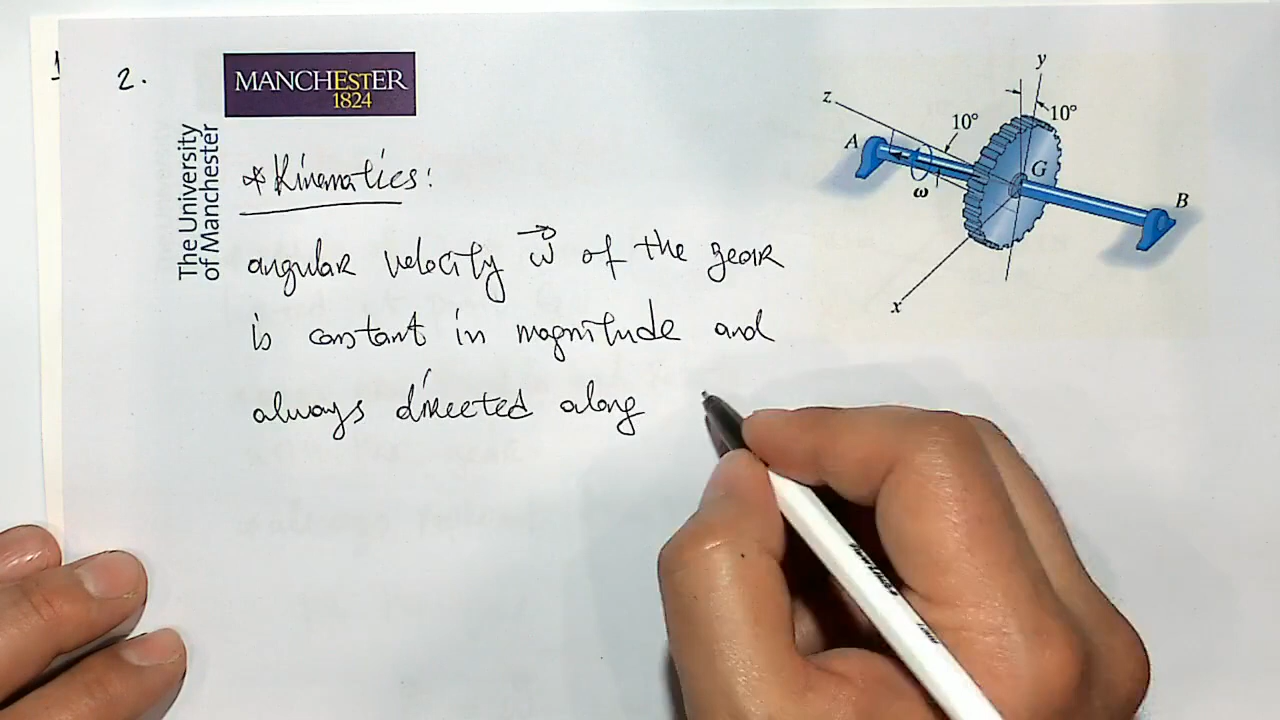 1
2.
MANCHESTER
1824
The University
of Manchester
* Kinematics:
angular velocity ω of the gear
is constant in magnitude and
always directed along
y
z
10°
10°
A
G
ω
B
x